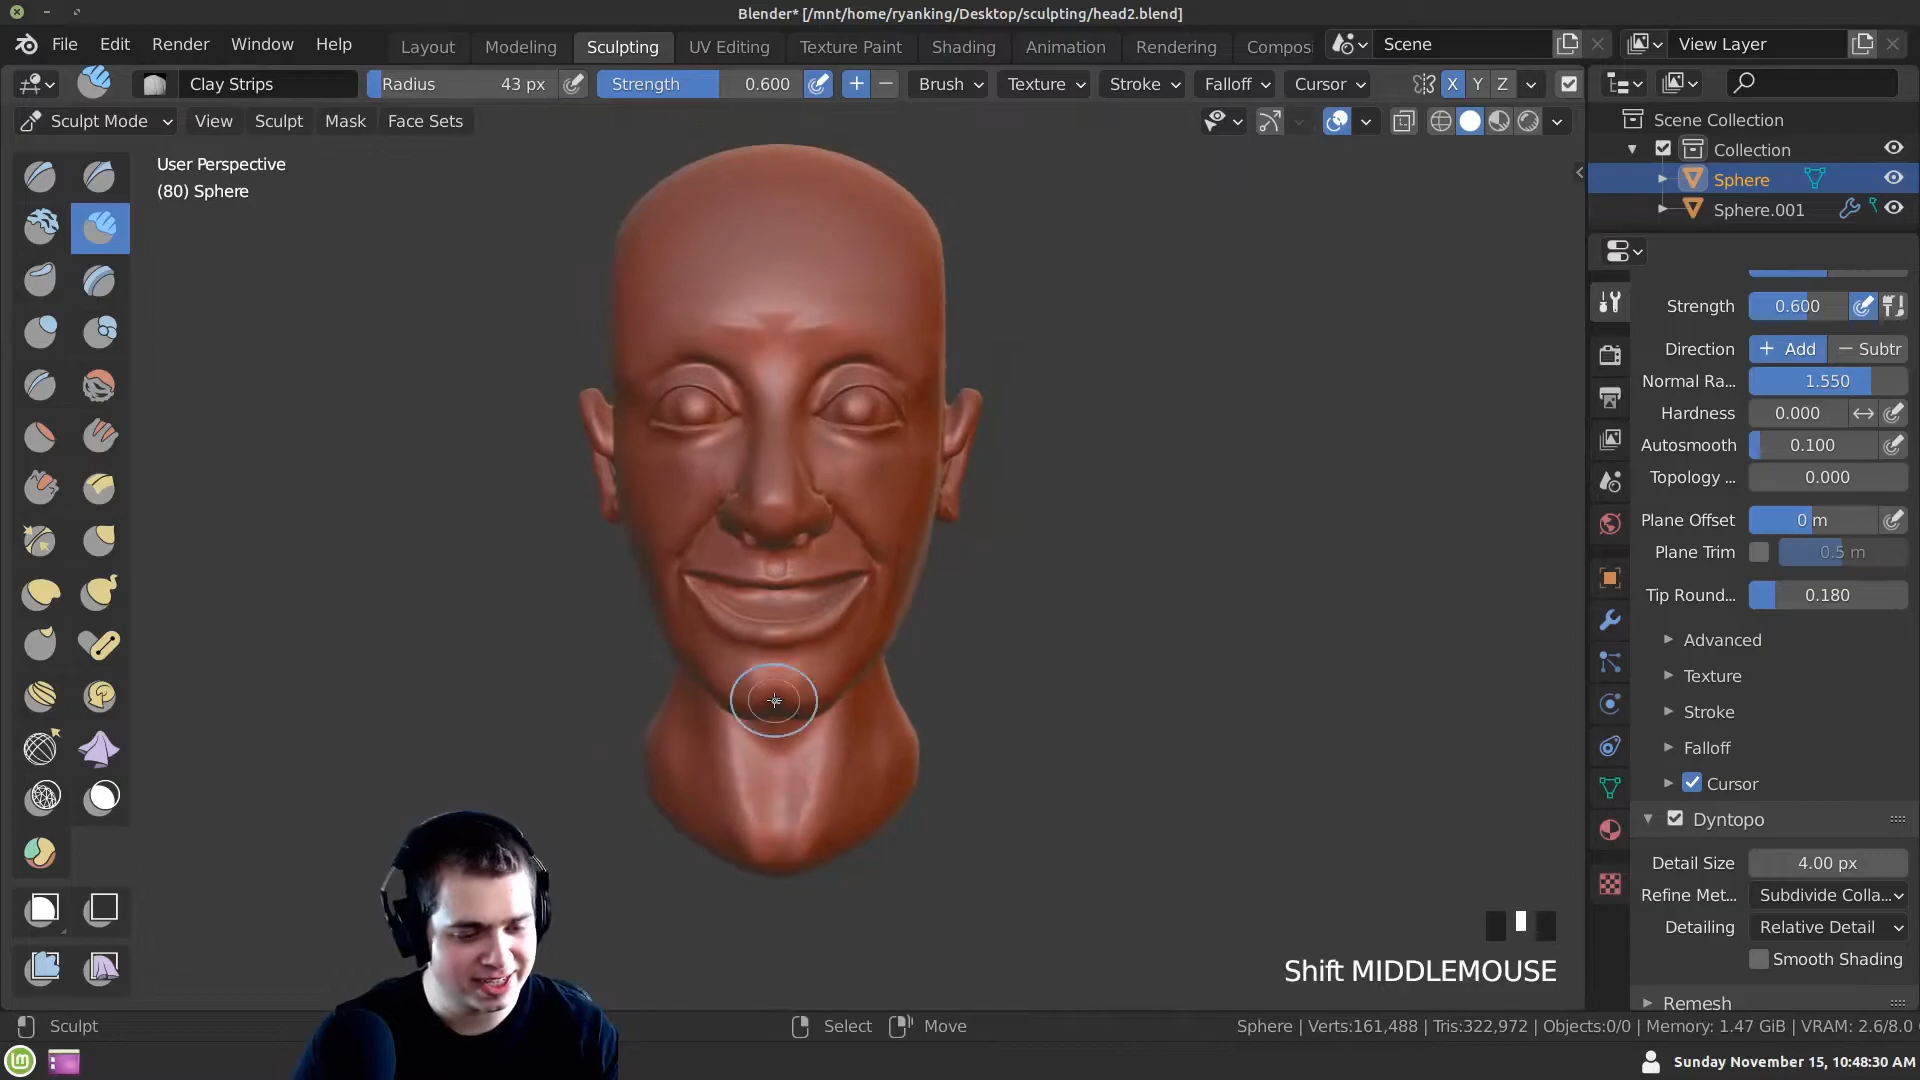 Blender* [/mnt/home/ryanking/Desktop/sculpting/head2.blend]
File Edit Render Window Help Layout Modeling Sculpting UV Editing Texture Paint Shading Animation Rendering Compos Scene View Layer
Clay Strips Radius 43 px Strength 0.600 Brush Texture Stroke Falloff Cursor X Y Z
Sculpt Mode View Sculpt Mask Face Sets
User Perspective
(80) Sphere
Scene Collection
Collection
Sphere
Sphere.001
Strength 0.600
Direction + Add − Subtr
Normal Ra... 1.550
Hardness 0.000
Autosmooth 0.100
Topology ... 0.000
Plane Offset 0 m
Plane Trim 0.5 m
Tip Round... 0.180
Advanced
Texture
Stroke
Falloff
Cursor
Dyntopo
Detail Size 4.00 px
Refine Met... Subdivide Colla...
Detailing Relative Detail
Smooth Shading
Remesh
Shift MIDDLEMOUSE
Sculpt Select Move Sphere | Verts:161,488 | Tris:322,972 | Objects:0/0 | Memory: 1.47 GiB | VRAM: 2.6/8.0
Sunday November 15, 10:48:30 AM